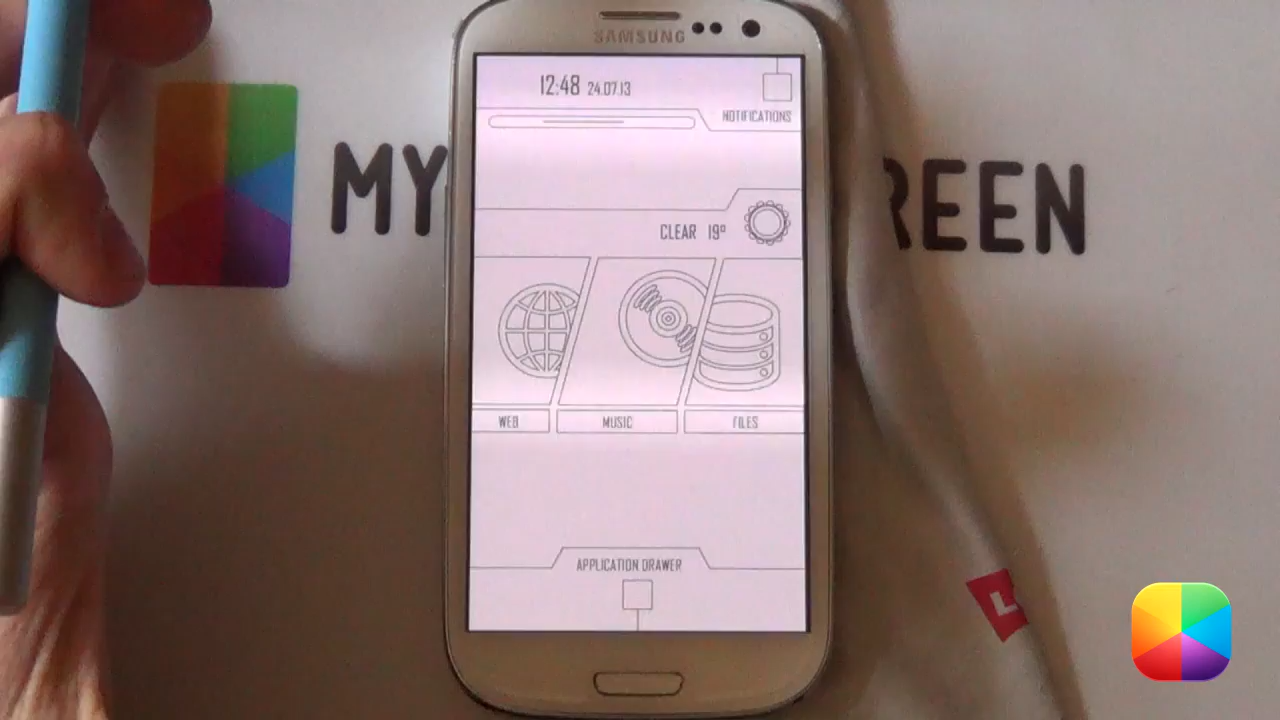 SAMSUNG
12:48 24.07.13
NOTIFICATIONS
MY
REEN
CLEAR 19°
WEB
MUSIC
FILES
APPLICATION DRAWER
L